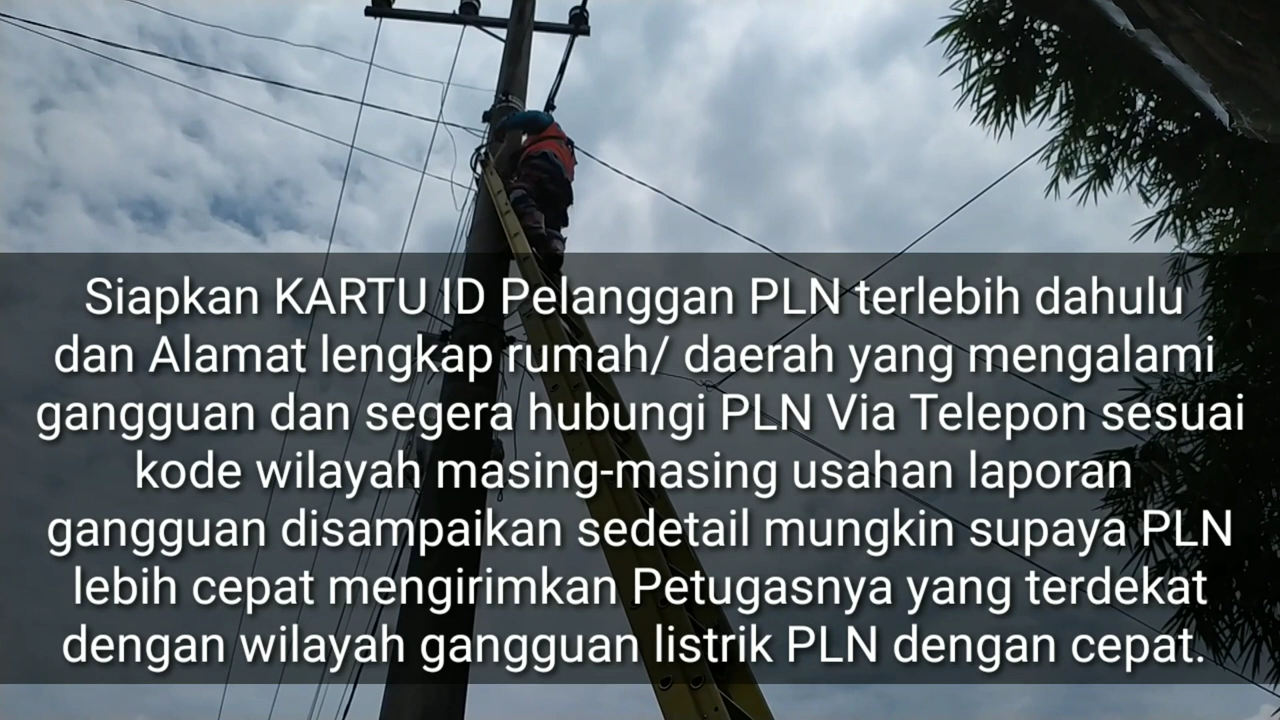 Siapkan KARTU ID Pelanggan PLN terlebih dahulu
dan Alamat lengkap rumah/ daerah yang mengalami
gangguan dan segera hubungi PLN Via Telepon sesuai
kode wilayah masing-masing usahan laporan
gangguan disampaikan sedetail mungkin supaya PLN
lebih cepat mengirimkan Petugasnya yang terdekat
dengan wilayah gangguan listrik PLN dengan cepat.